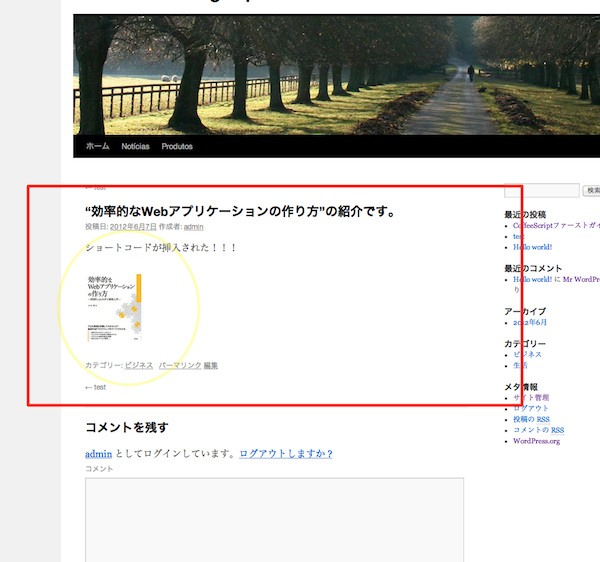 ホーム Notícias Produtos
← test
“効率的なWebアプリケーションの作り方”の紹介です。
投稿日: 2012年6月7日 作成者: admin
ショートコードが挿入された！！！
効率的な
Webアプリケーション
の作り方
カテゴリー: ビジネス パーマリンク 編集
← test
コメントを残す
admin としてログインしています。ログアウトしますか ?
コメント
検索
最近の投稿
CoffeeScriptファーストガイ
test
Hello world!
最近のコメント
Hello world! に Mr WordPr
り
アーカイブ
2012年6月
カテゴリー
ビジネス
生活
メタ情報
サイト管理
ログアウト
投稿の RSS
コメントの RSS
WordPress.org